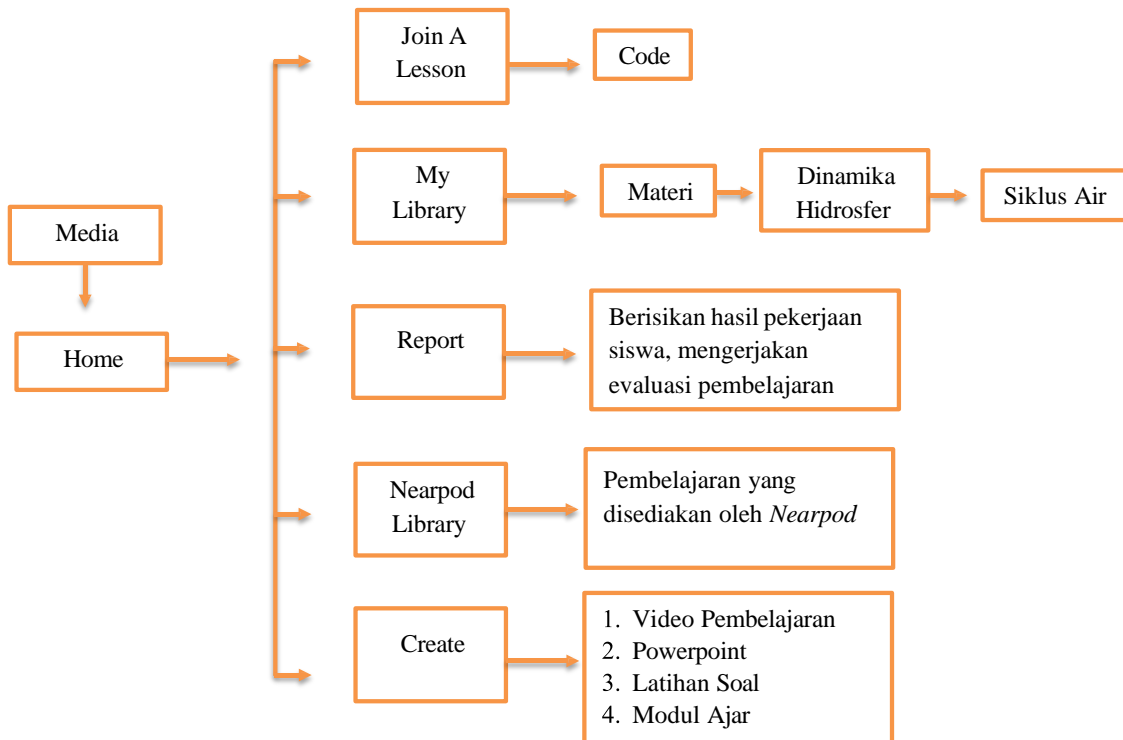 Media
Home
Join A
Lesson
Code
My
Library
Materi
Dinamika
Hidrosfer
Siklus Air
Report
Berisikan hasil pekerjaan
siswa, mengerjakan
evaluasi pembelajaran
Nearpod
Library
Pembelajaran yang
disediakan oleh Nearpod
Create
1. Video Pembelajaran
2. Powerpoint
3. Latihan Soal
4. Modul Ajar